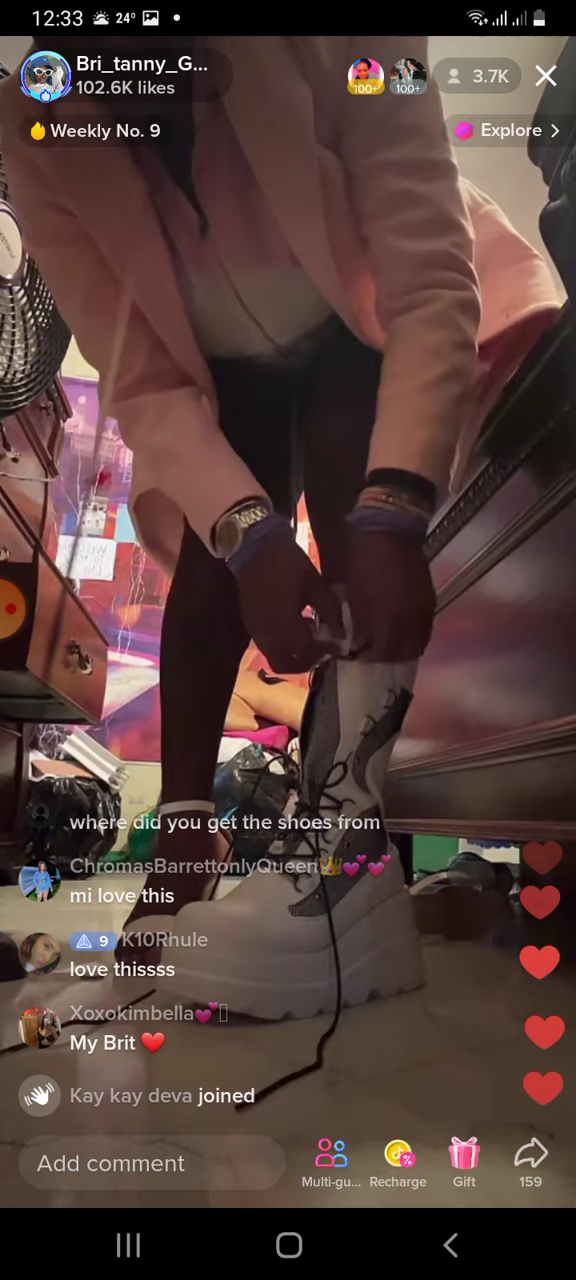 12:33
24°
Bri_tanny_G...
102.6K likes
100+
100+
3.7K
Weekly No. 9
Explore
where did you get the shoes from
ChromasBarrettonlyQueen👑💕💕
mi love this
9 K10Rhule
love thissss
Xoxokimbella💕
My Brit ❤️
Kay kay deva joined
Add comment
Multi-gu...
Recharge
Gift
159